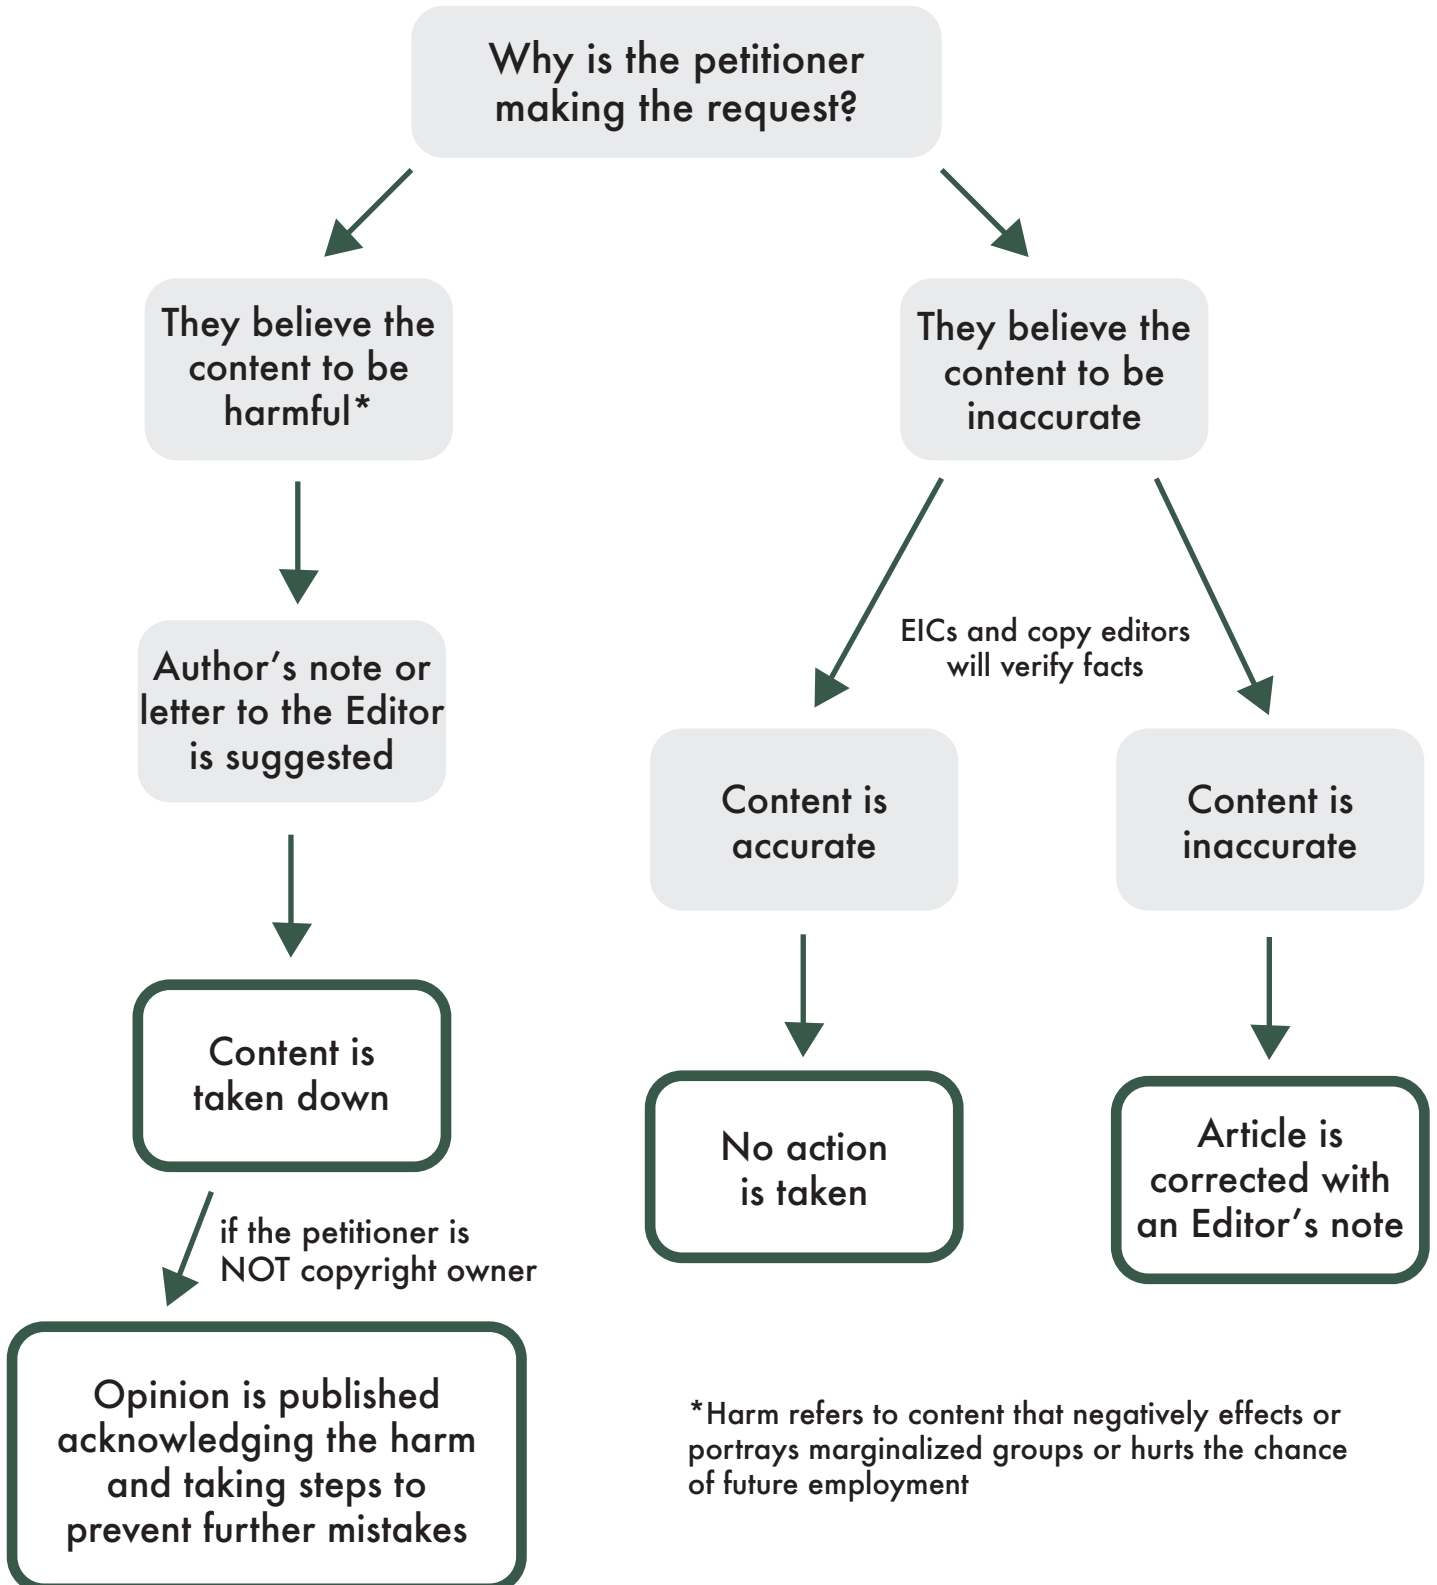 Why is the petitioner
making the request?
They believe the
content to be
harmful*
They believe the
content to be
inaccurate
EICs and copy editors
will verify facts
Author’s note or
letter to the Editor
is suggested
Content is
accurate
Content is
inaccurate
Content is
taken down
No action
is taken
Article is
corrected with
an Editor’s note
if the petitioner is
NOT copyright owner
Opinion is published
acknowledging the harm
and taking steps to
prevent further mistakes
*Harm refers to content that negatively effects or
portrays marginalized groups or hurts the chance
of future employment